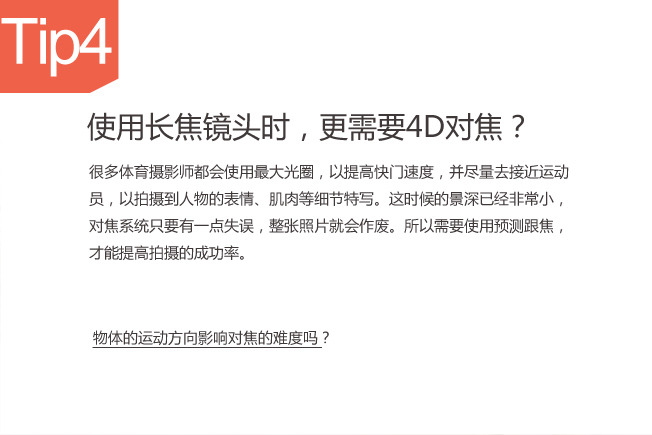 Tip4
使用长焦镜头时，更需要4D对焦？
很多体育摄影师都会使用最大光圈，以提高快门速度，并尽量去接近运动
员，以拍摄到人物的表情、肌肉等细节特写。这时候的景深已经非常小，
对焦系统只要有一点失误，整张照片就会作废。所以需要使用预测跟焦，
才能提高拍摄的成功率。
物体的运动方向影响对焦的难度吗？